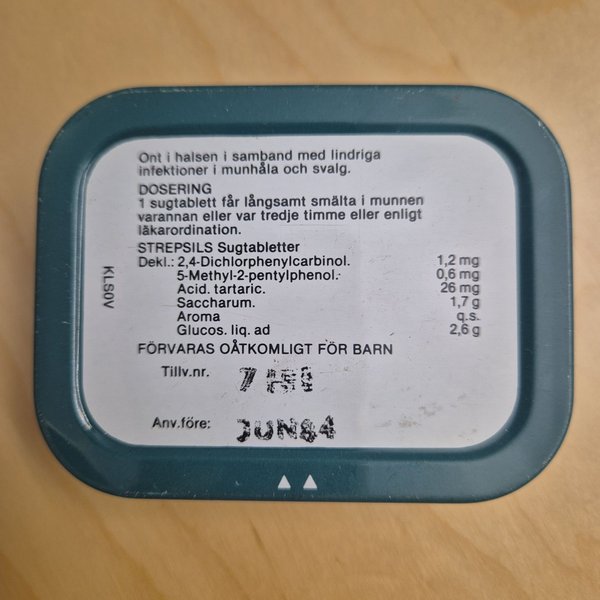 Ont i halsen i samband med lindriga
infektioner i munhåla och svalg.
DOSERING
1 sugtablett får långsamt smälta i munnen
varannan eller var tredje timme eller enligt
läkarordination.
STREPSILS Sugtabletter
Dekl.: 2,4-Dichlorphenylcarbinol. 1,2 mg
5-Methyl-2-pentylphenol. 0,6 mg
Acid. tartaric. 26 mg
Saccharum. 1,7 g
Aroma q.s.
Glucos. liq. ad 2,6 g
FÖRVARAS OÅTKOMLIGT FÖR BARN
Tillv.nr. 7
Anv.före: JUN84
KLS0V